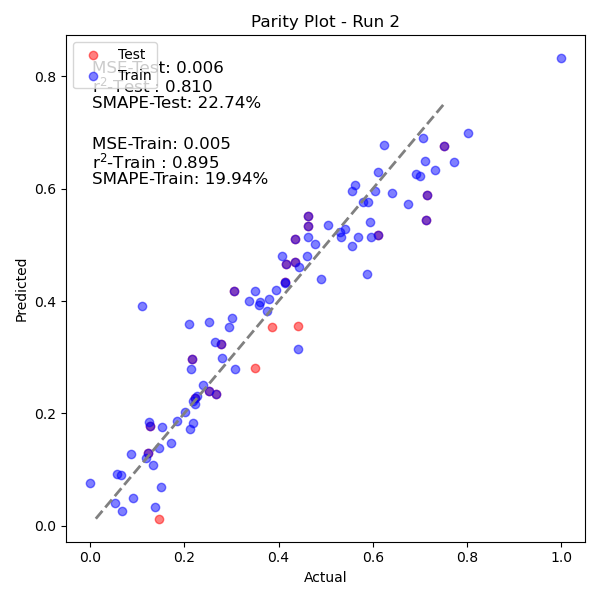 Parity Plot - Run 2
Test
Train
MSE-Test: 0.006
r²-Test : 0.810
SMAPE-Test: 22.74%
MSE-Train: 0.005
r²-Train : 0.895
SMAPE-Train: 19.94%
0.8
0.6
0.4
0.2
0.0
Predicted
0.0 0.2 0.4 0.6 0.8 1.0
Actual